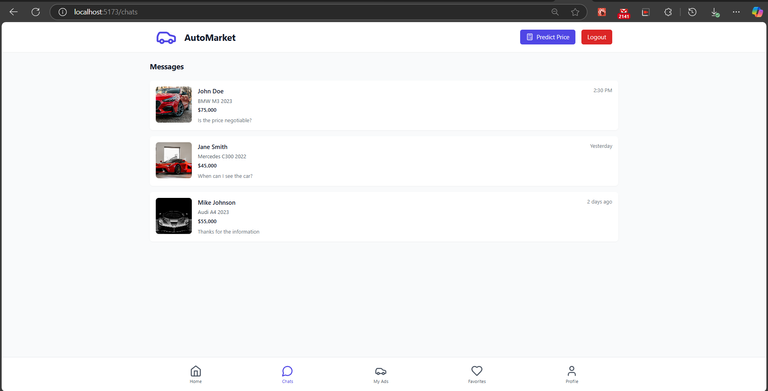 localhost:5173/chats
2141
AutoMarket
Predict Price
Logout
Messages
John Doe
2:30 PM
BMW M3 2023
$75,000
Is the price negotiable?
Jane Smith
Yesterday
Mercedes C300 2022
$45,000
When can I see the car?
Mike Johnson
2 days ago
Audi A4 2023
$55,000
Thanks for the information
Home
Chats
My Ads
Favorites
Profile